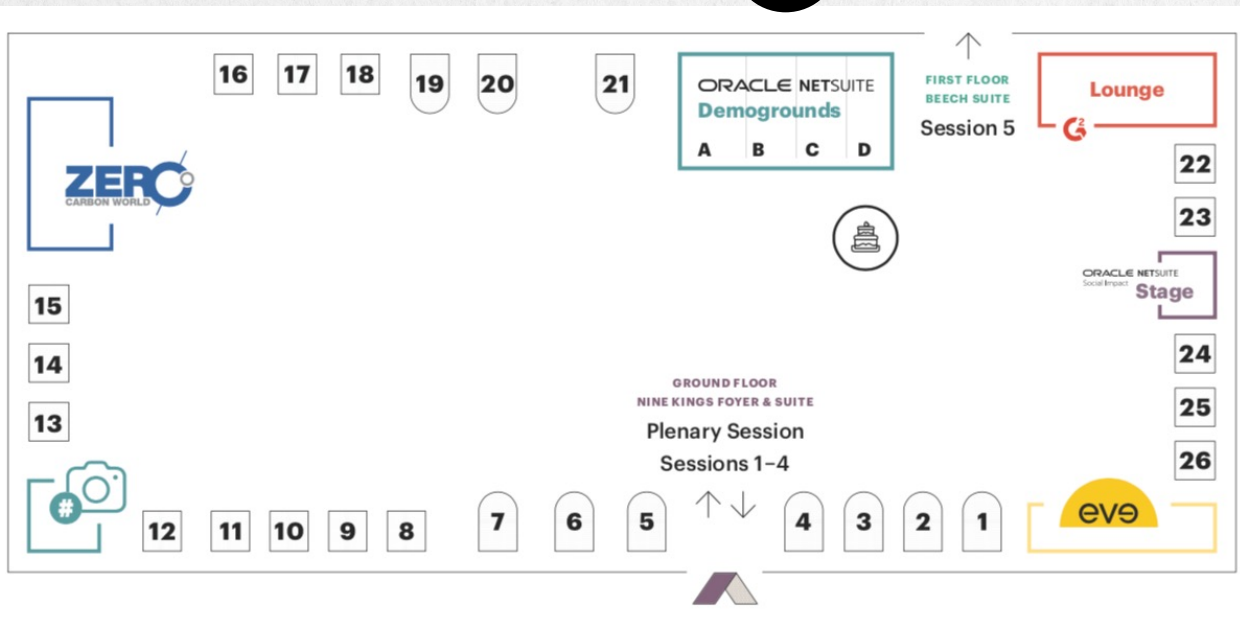 16
17
18
19
20
21
ORACLE NETSUITE
Demogrounds
A B C D
FIRST FLOOR
BEECH SUITE
Session 5
Lounge
G2
ZERO
CARBON WORLD
22
23
ORACLE NETSUITE
Social Impact
Stage
15
14
13
24
25
26
GROUND FLOOR
NINE KINGS FOYER & SUITE
Plenary Session
Sessions 1–4
#
12
11
10
9
8
7
6
5
4
3
2
1
eve